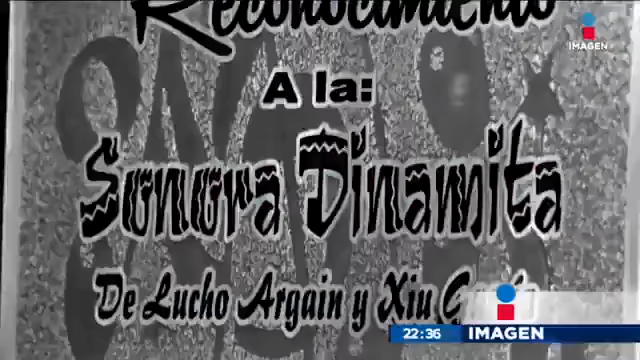 Reconocimiento
IMAGEN
A la:
Sonora Dinamita
De Lucho Argain y Xiu
22:36 IMAGEN